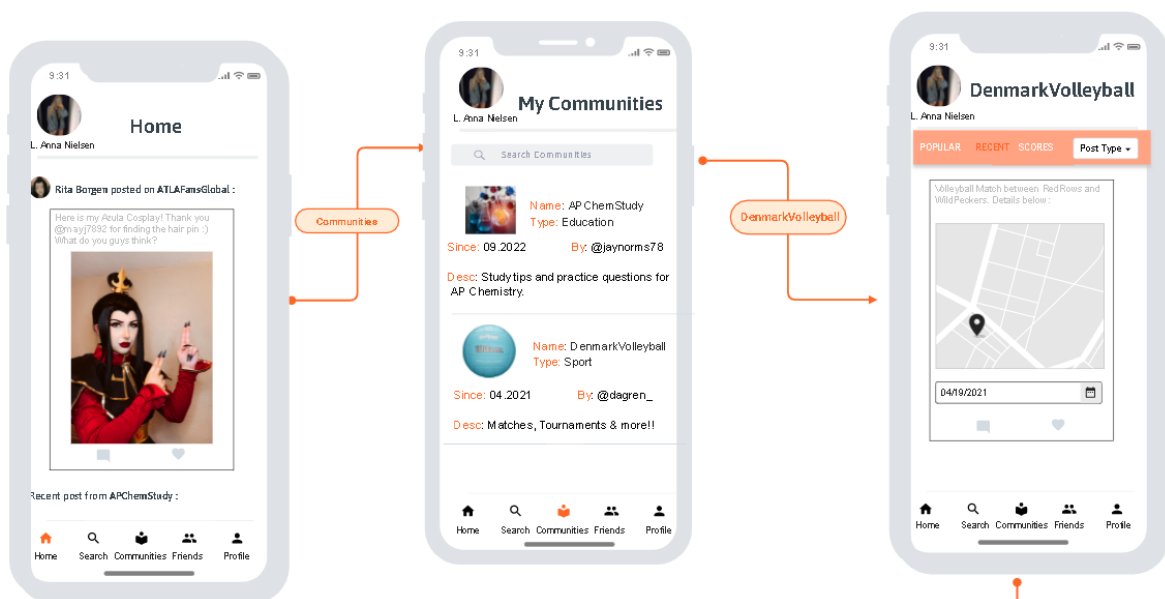 9:31
L. Anna Nielsen
Home
Rita Borgen posted on ATLAFansGlobal :
Here is my Azula Cosplay! Thank you
@mayj7892 for finding the hair pin :)
What do you guys think?
Recent post from APChemStudy :
Home Search Communities Friends Profile
Communities
9:31
L. Anna Nielsen
My Communities
Search Communities
Name: APChemStudy
Type: Education
Since: 09.2022 By: @jaynorms78
Desc: Study tips and practice questions for
AP Chemistry.
Name: DenmarkVolleyball
Type: Sport
Since: 04.2021 By: @dagren_
Desc: Matches, Tournaments & more!!
Home Search Communities Friends Profile
DenmarkVolleyball
9:31
L. Anna Nielsen
DenmarkVolleyball
POPULAR RECENT SCORES Post Type
Volleyball Match between RedRows and
WildPeckers. Details below :
04/19/2021
Home Search Communities Friends Profile